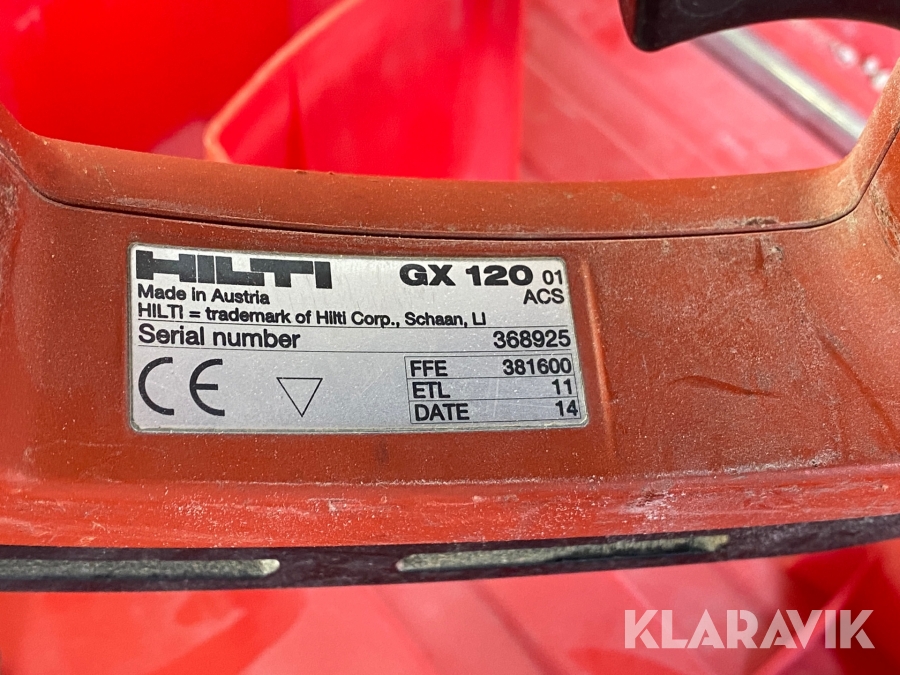 HILTI GX 120 01
Made in Austria ACS
HILTI = trademark of Hilti Corp., Schaan, LI
Serial number 368925
CE
FFE 381600
ETL 11
DATE 14
KLARAVIK